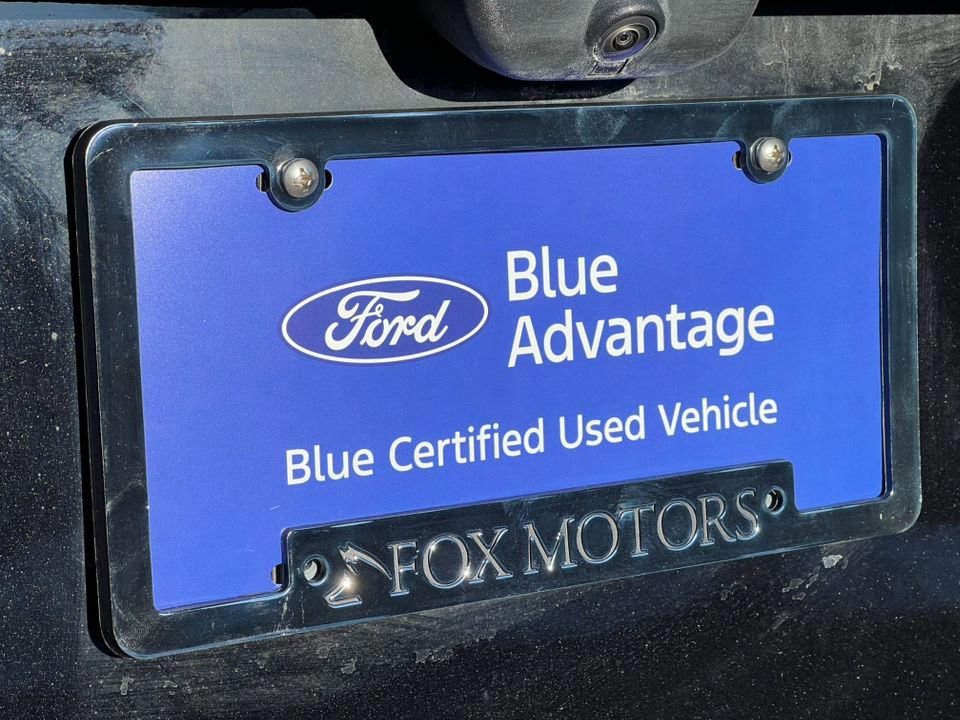 Ford
Blue
Advantage
Blue Certified Used Vehicle
FOX MOTORS